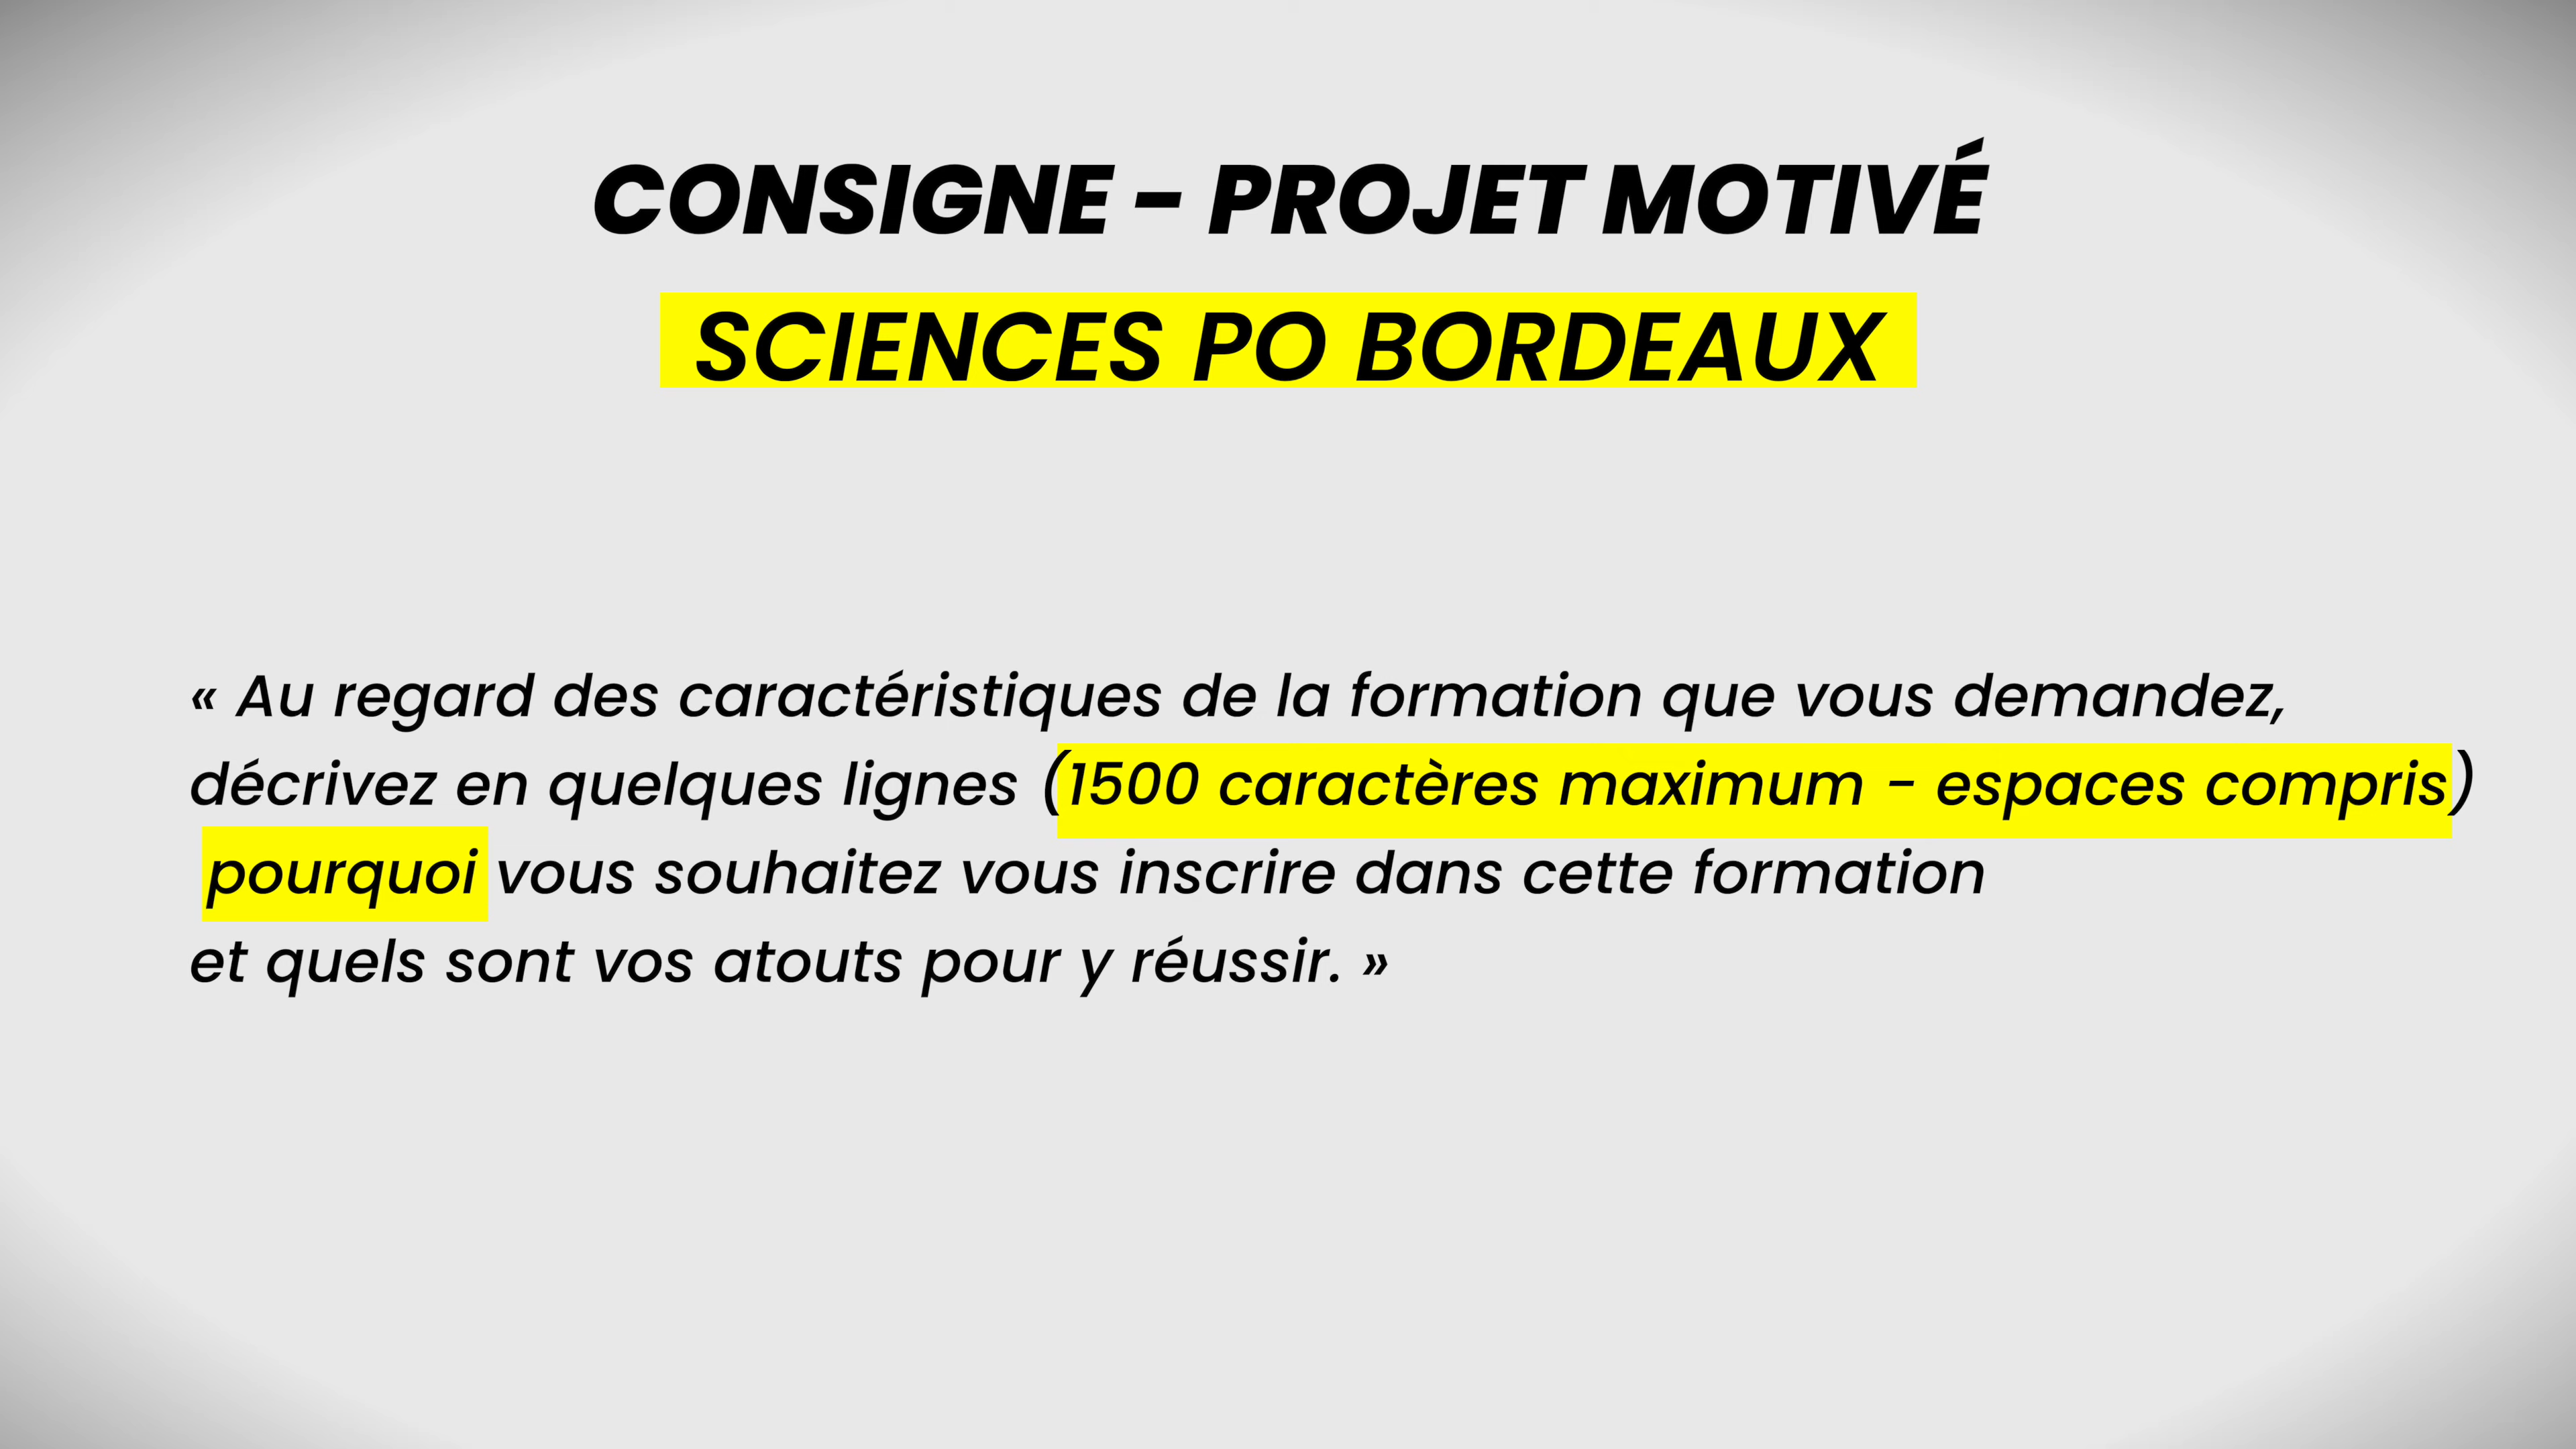 CONSIGNE - PROJET MOTIVÉ
SCIENCES PO BORDEAUX
« Au regard des caractéristiques de la formation que vous demandez,
décrivez en quelques lignes (1500 caractères maximum - espaces compris)
pourquoi vous souhaitez vous inscrire dans cette formation
et quels sont vos atouts pour y réussir. »